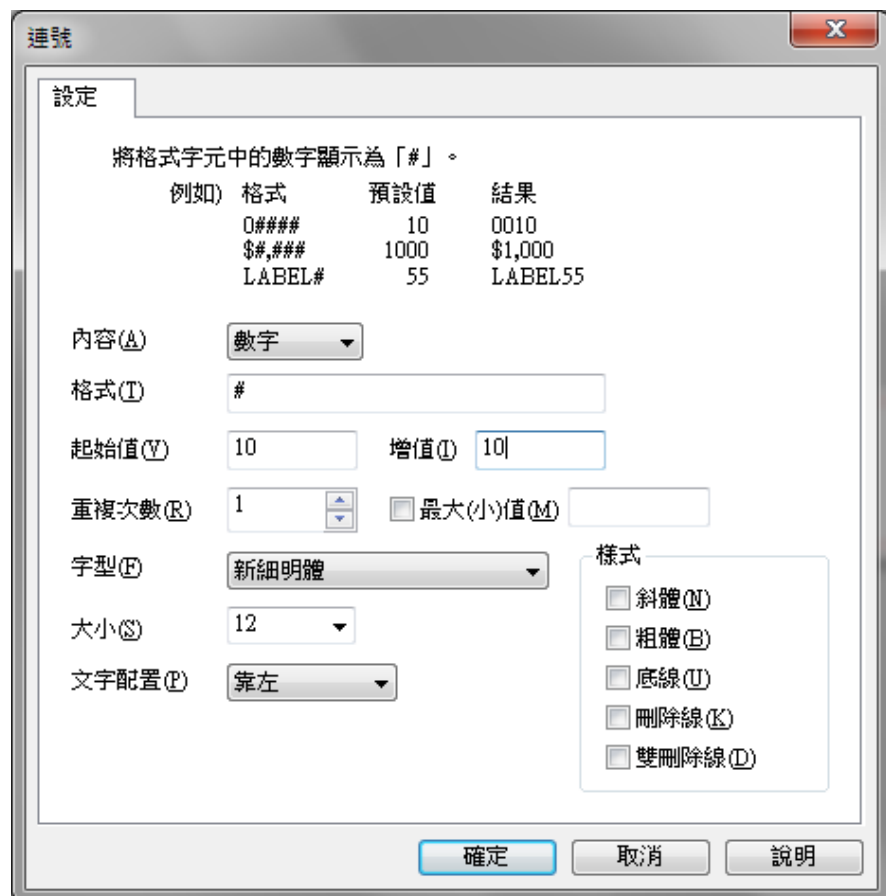 連號
設定
將格式字元中的數字顯示為「#」。
例如) 格式 預設值 結果
0#### 10 0010
$#,### 1000 $1,000
LABEL# 55 LABEL55
內容(A) 數字
格式(T) #
起始值(V) 10 增值(I) 10
重複次數(R) 1 最大(小)值(M)
字型(F) 新細明體
大小(S) 12
文字配置(P) 靠左
樣式
斜體(N)
粗體(B)
底線(U)
刪除線(K)
雙刪除線(D)
確定 取消 說明